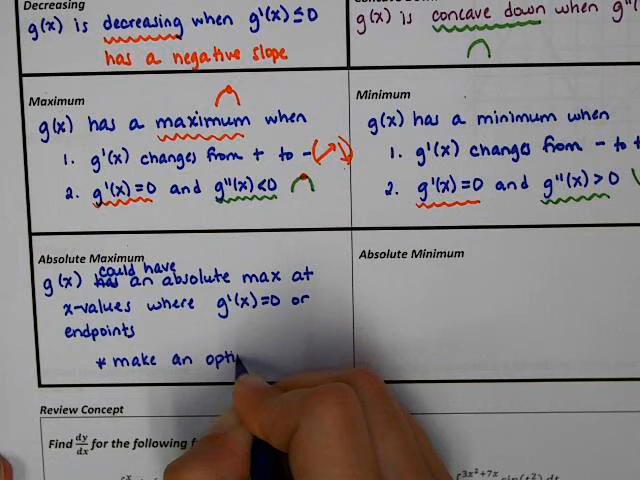 Decreasing
g(x) is decreasing when g'(x) ≤ 0
has a negative slope
g(x) is concave down when g"(
Maximum
g(x) has a maximum when
1. g'(x) changes from + to -
2. g'(x)=0 and g"(x)<0
Minimum
g(x) has a minimum when
1. g'(x) changes from - to +
2. g'(x)=0 and g"(x)>0
Absolute Maximum
could have
g(x) has an absolute max at
x-values where g'(x)=0 or
endpoints
* make an opti
Absolute Minimum
Review Concept
Find dy/dx for the following f